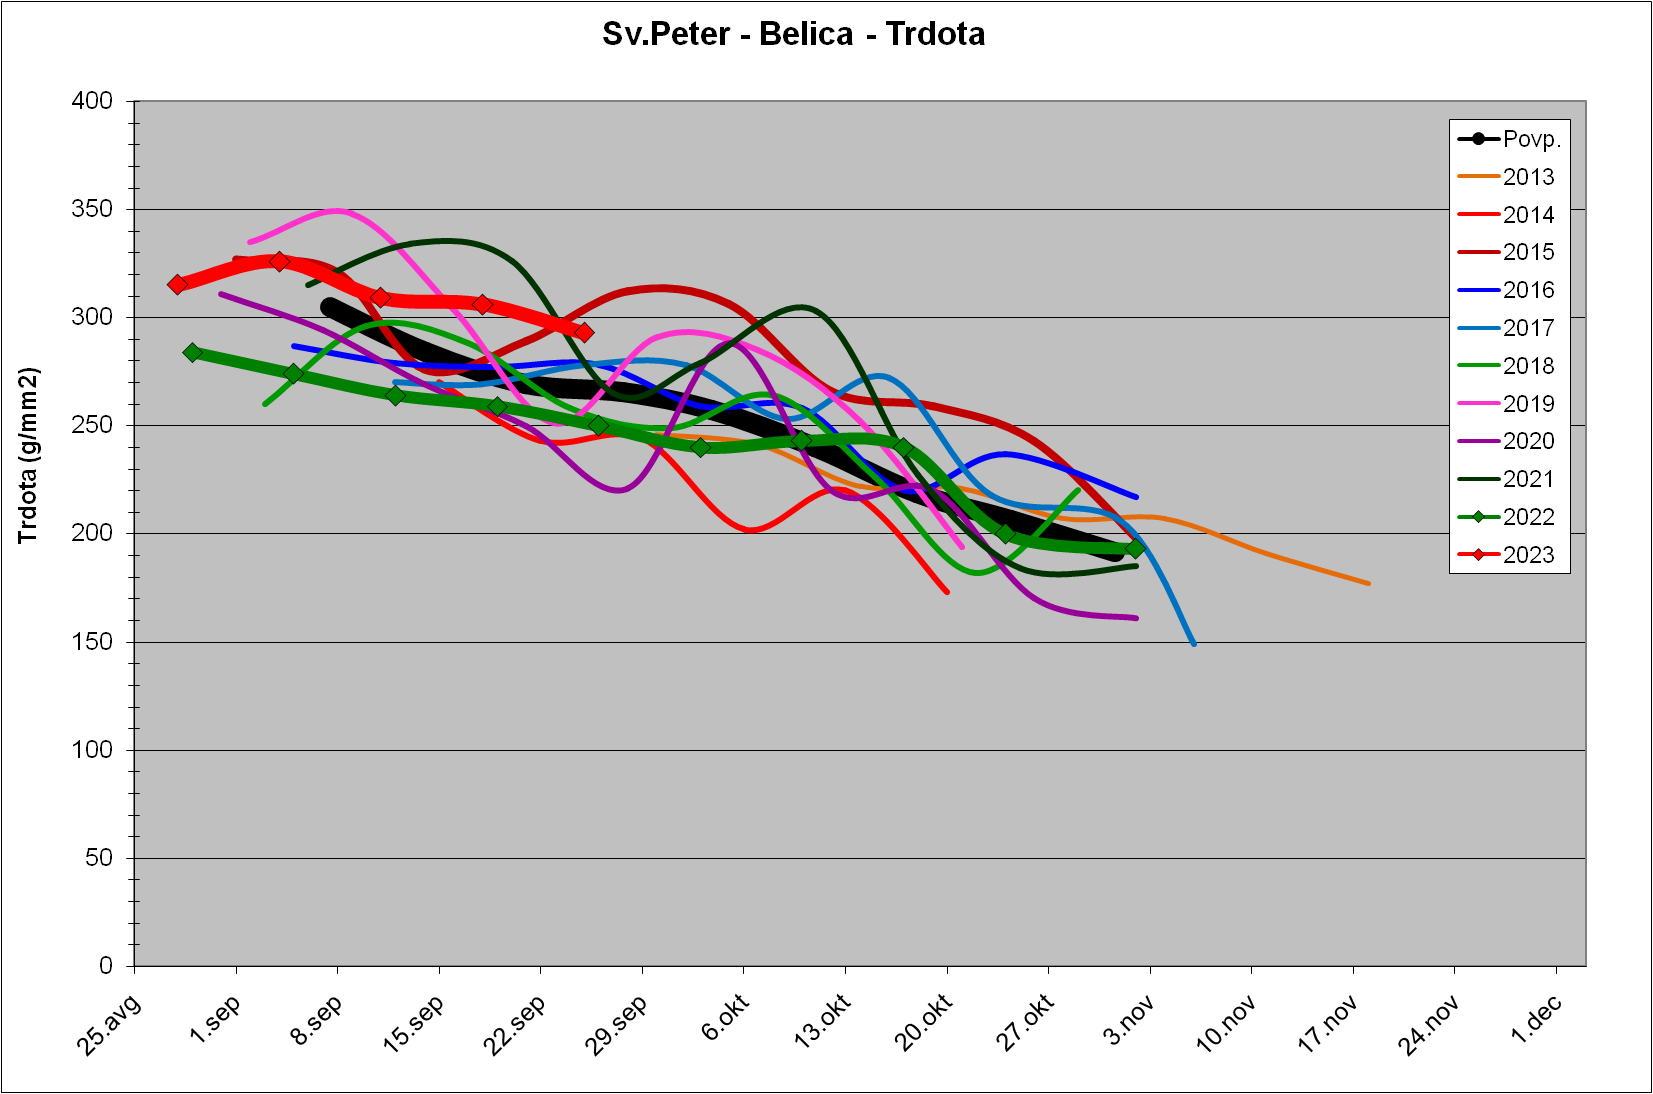 Sv.Peter - Belica - Trdota
Trdota (g/mm2)
400
350
300
250
200
150
100
50
0
25.avg
1.sep
8.sep
15.sep
22.sep
29.sep
6.okt
13.okt
20.okt
27.okt
3.nov
10.nov
17.nov
24.nov
1.dec
Povp.
2013
2014
2015
2016
2017
2018
2019
2020
2021
2022
2023